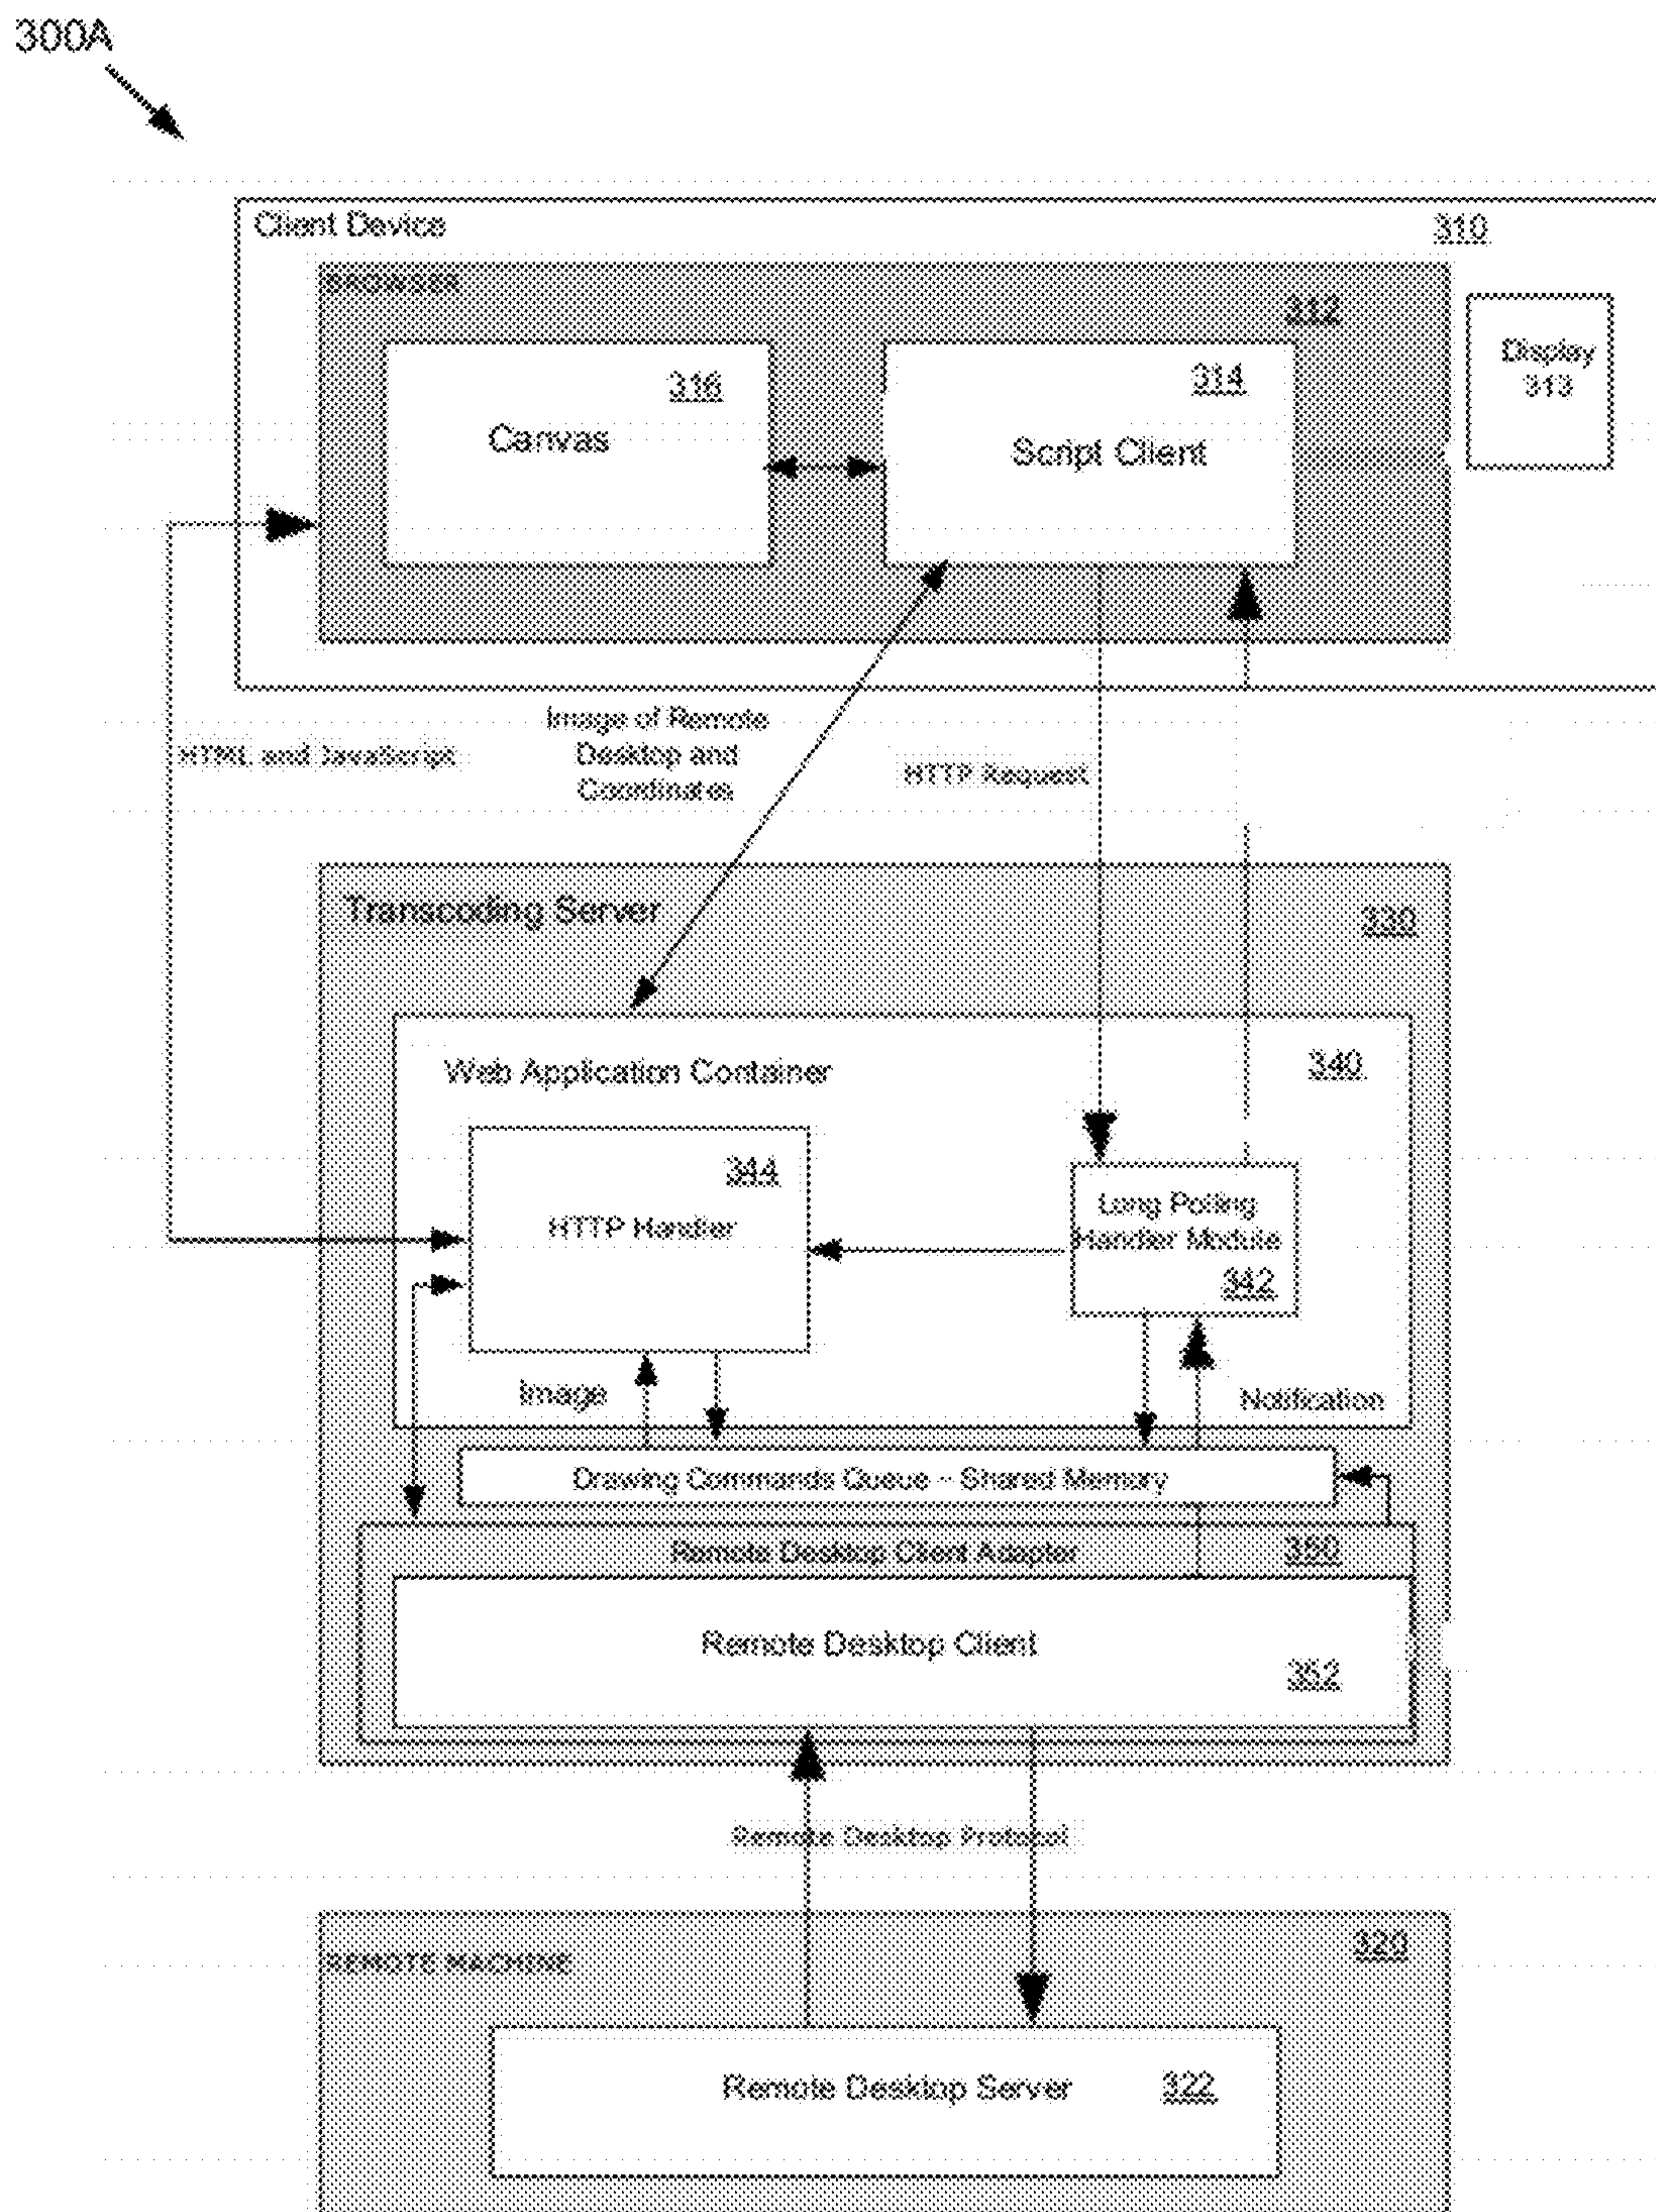 300A
Client Device
310
BROWSER
312
316
Canvas
314
Script Client
Display
313
HTML and JavaScript
Image of Remote
Desktop and
Coordinates
HTTP Request
Transcoding Server
330
Web Application Container
340
344
HTTP Handler
Long Polling
Handler Module
342
Image
Notification
Drawing Commands Queue - Shared Memory
Remote Desktop Client Adapter
350
Remote Desktop Client
352
Remote Desktop Protocol
REMOTE MACHINE
320
Remote Desktop Server
322